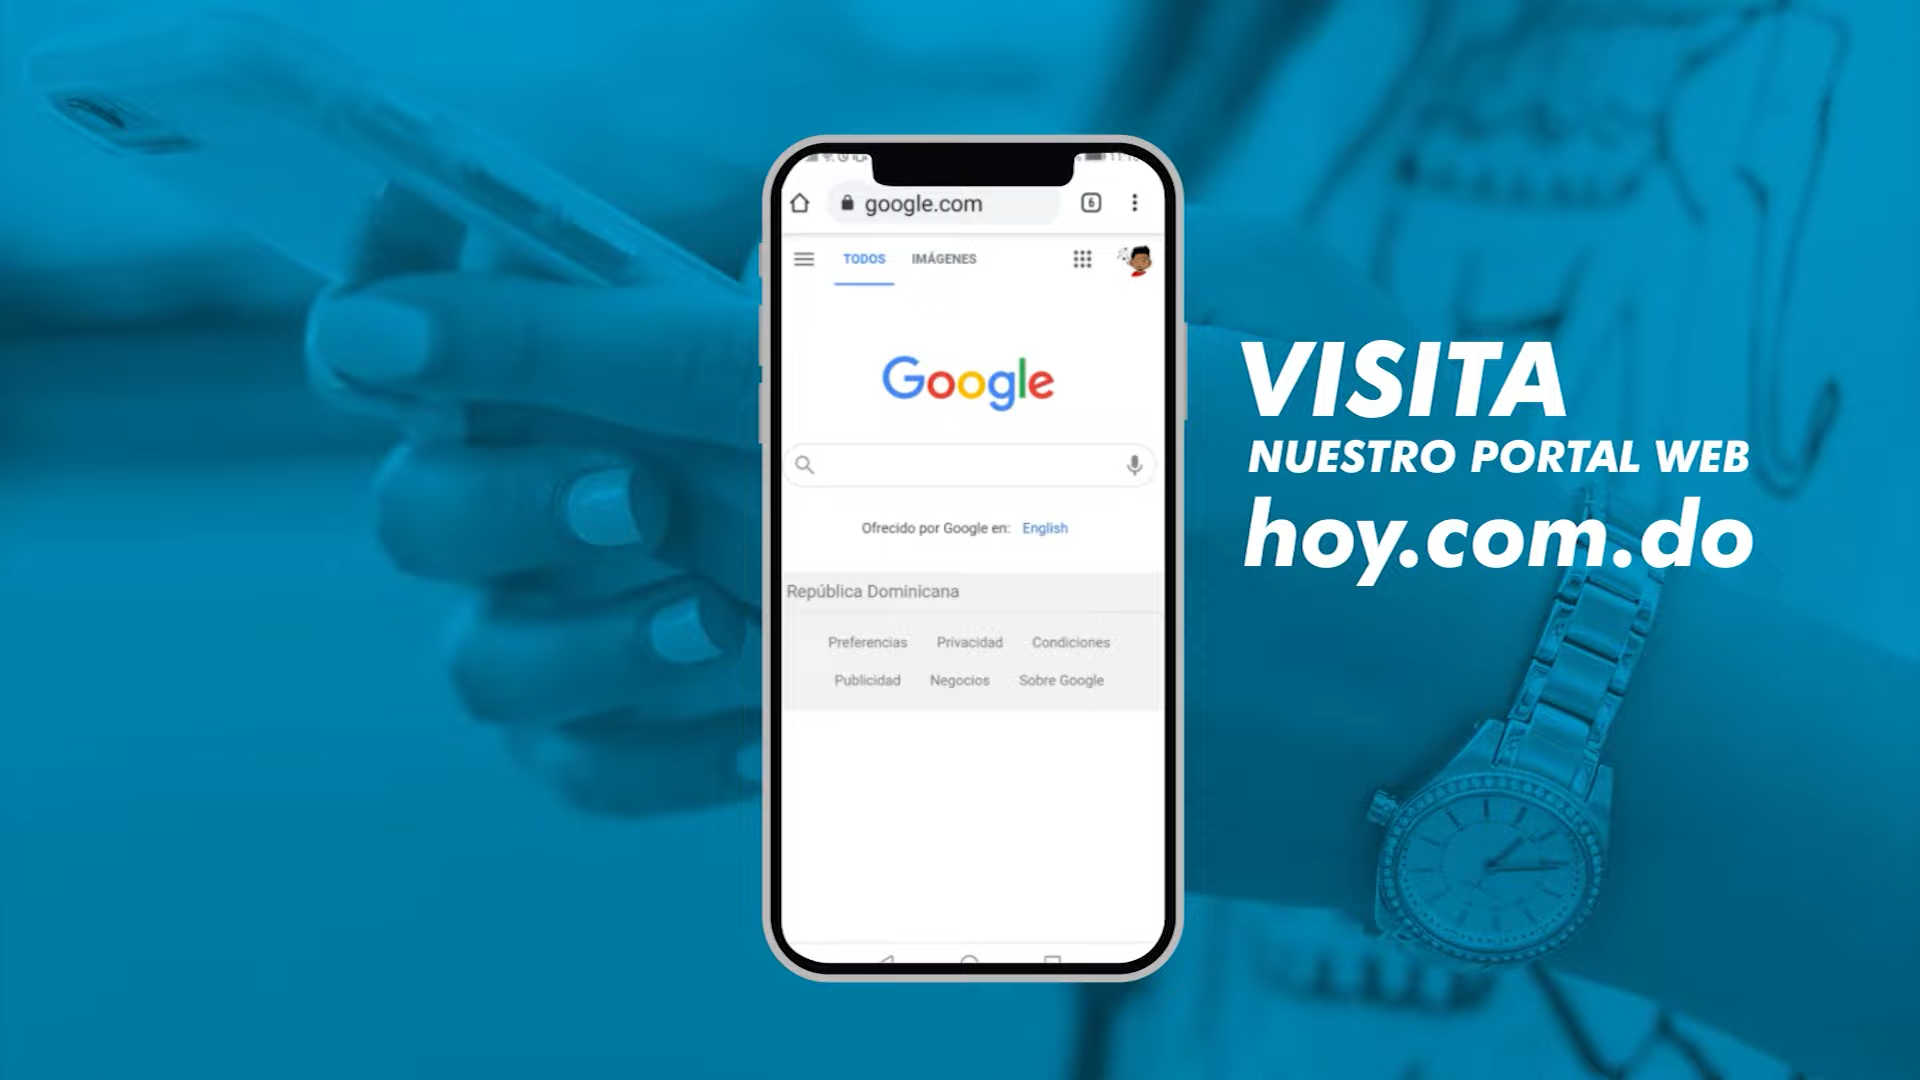 google.com
6
TODOS IMÁGENES
Google
Ofrecido por Google en: English
República Dominicana
Preferencias Privacidad Condiciones
Publicidad Negocios Sobre Google
VISITA
NUESTRO PORTAL WEB
hoy.com.do